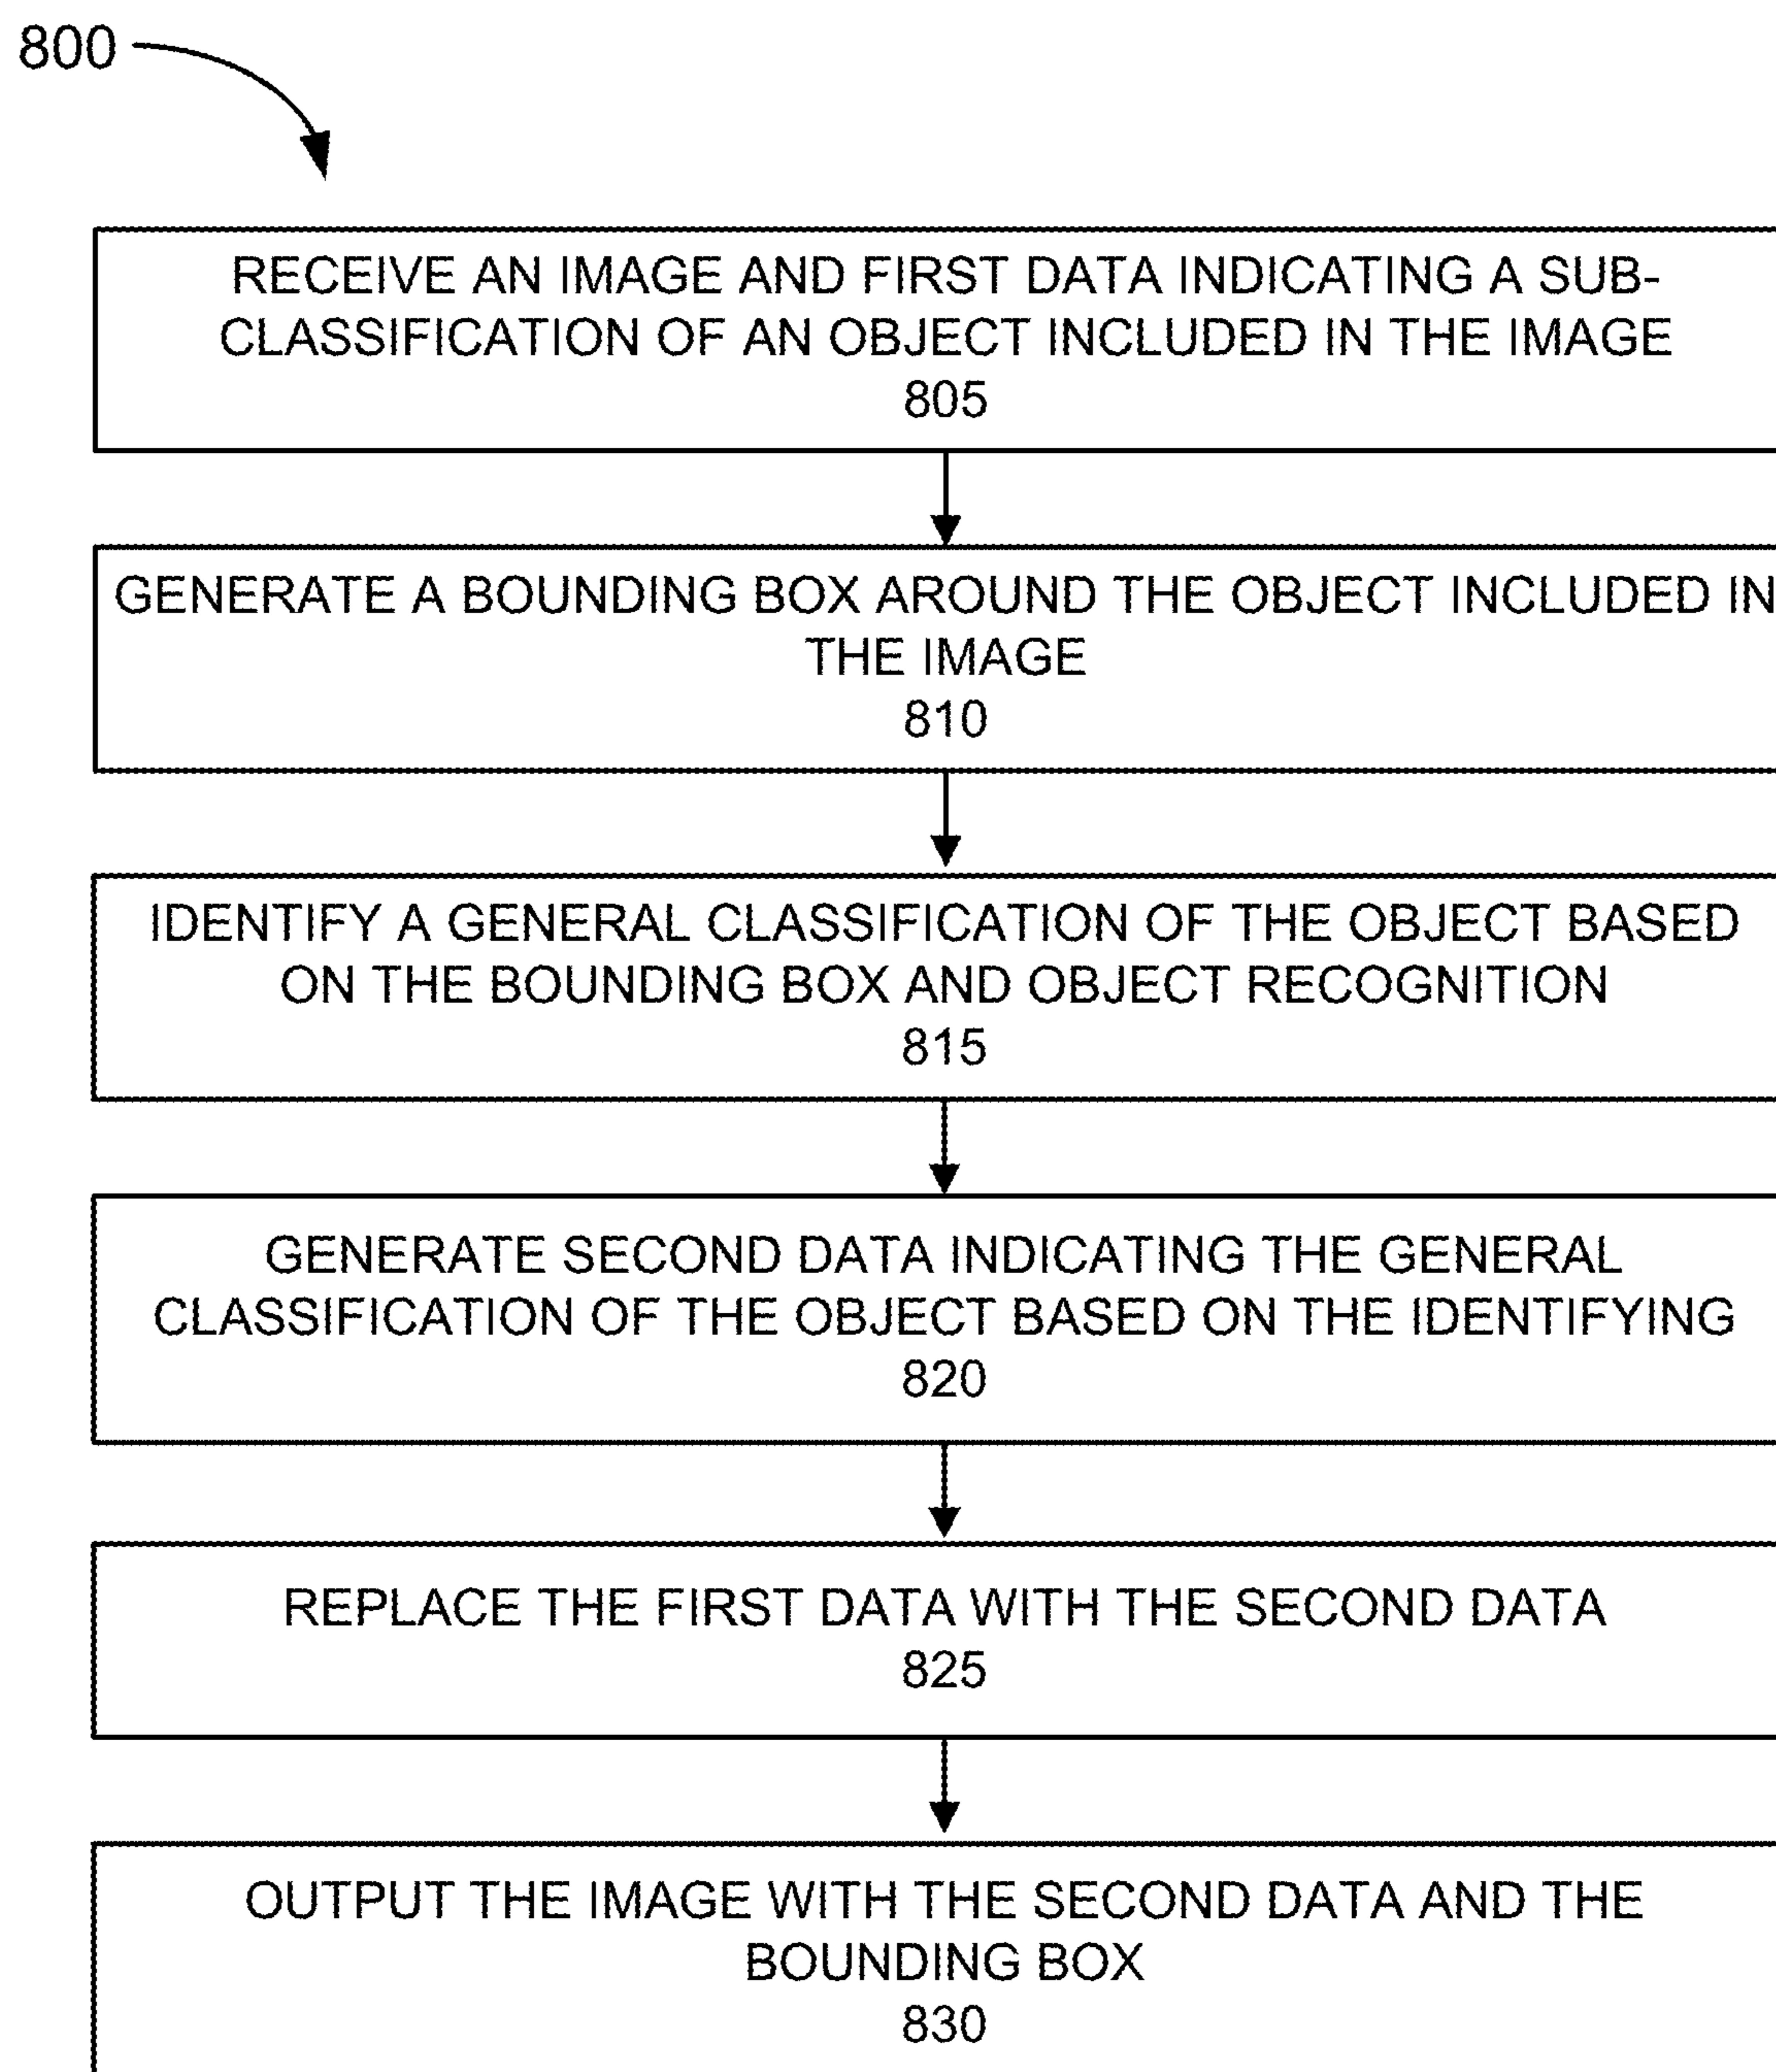 800
RECEIVE AN IMAGE AND FIRST DATA INDICATING A SUB-
CLASSIFICATION OF AN OBJECT INCLUDED IN THE IMAGE
805
GENERATE A BOUNDING BOX AROUND THE OBJECT INCLUDED IN
THE IMAGE
810
IDENTIFY A GENERAL CLASSIFICATION OF THE OBJECT BASED
ON THE BOUNDING BOX AND OBJECT RECOGNITION
815
GENERATE SECOND DATA INDICATING THE GENERAL
CLASSIFICATION OF THE OBJECT BASED ON THE IDENTIFYING
820
REPLACE THE FIRST DATA WITH THE SECOND DATA
825
OUTPUT THE IMAGE WITH THE SECOND DATA AND THE
BOUNDING BOX
830